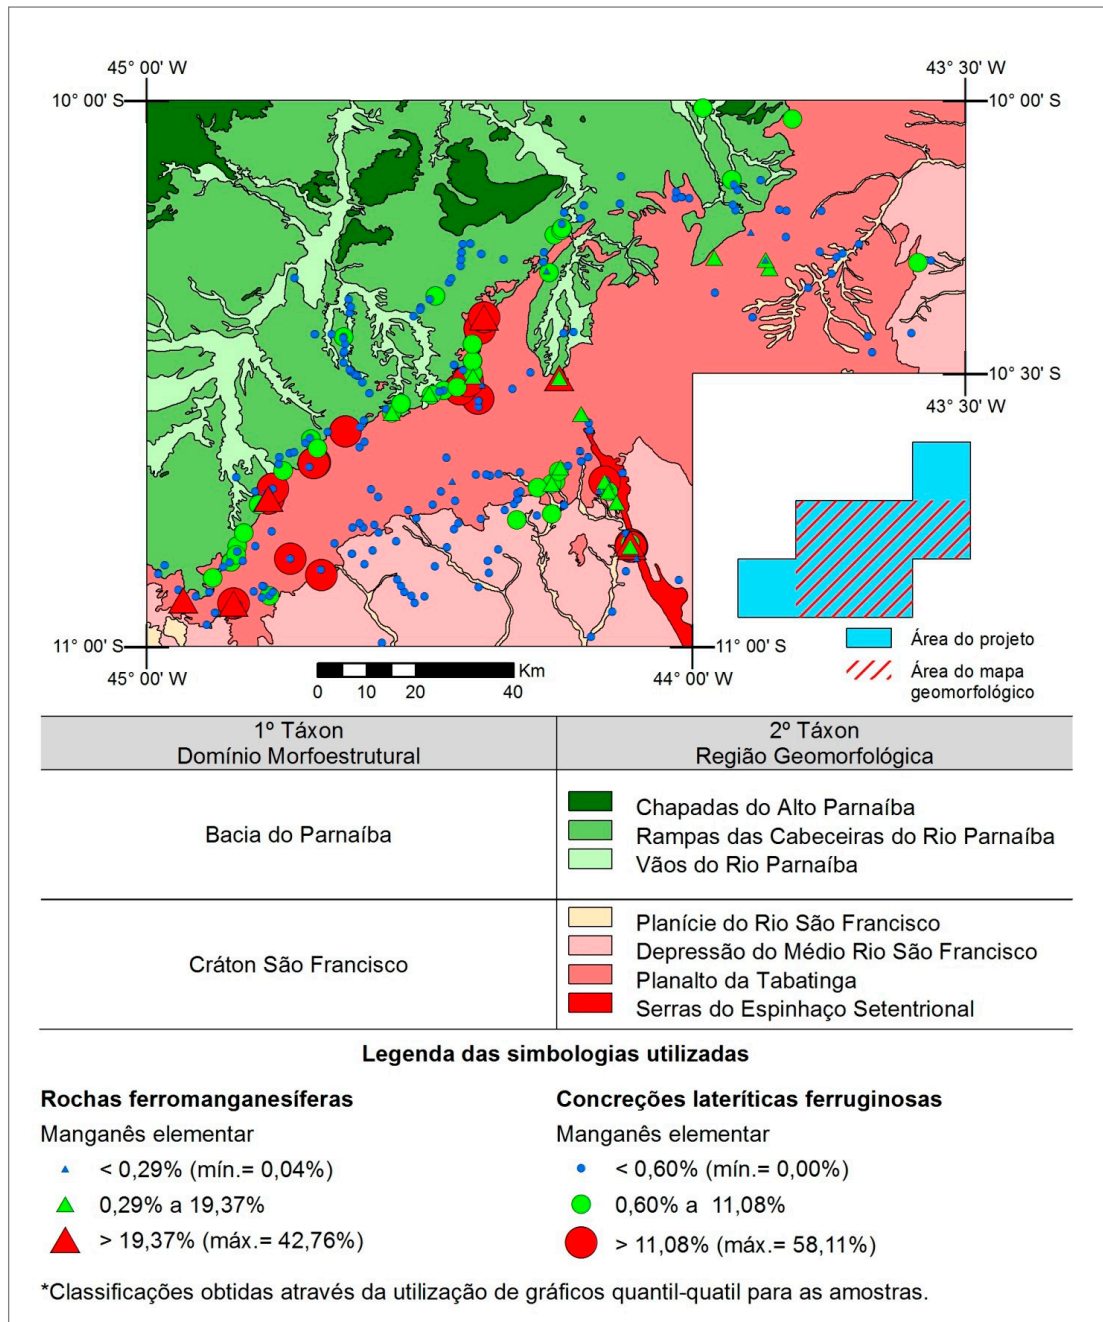 45° 00' W
43° 30' W
10° 00' S
10° 00' S
10° 30' S
43° 30' W
11° 00' S
11° 00' S
45° 00' W
44° 00' W
Km
0 10 20 40
Área do projeto
Área do mapa
geomorfológico
1º Táxon
Domínio Morfoestrutural
2º Táxon
Região Geomorfológica
Bacia do Parnaíba
Chapadas do Alto Parnaíba
Rampas das Cabeceiras do Rio Parnaíba
Vãos do Rio Parnaíba
Cráton São Francisco
Planície do Rio São Francisco
Depressão do Médio Rio São Francisco
Planalto da Tabatinga
Serras do Espinhaço Setentrional
Legenda das simbologias utilizadas
Rochas ferromanganesíferas
Manganês elementar
< 0,29% (mín.= 0,04%)
0,29% a 19,37%
> 19,37% (máx.= 42,76%)
Concreções lateríticas ferruginosas
Manganês elementar
< 0,60% (mín.= 0,00%)
0,60% a 11,08%
> 11,08% (máx.= 58,11%)
*Classificações obtidas através da utilização de gráficos quantil-quatil para as amostras.